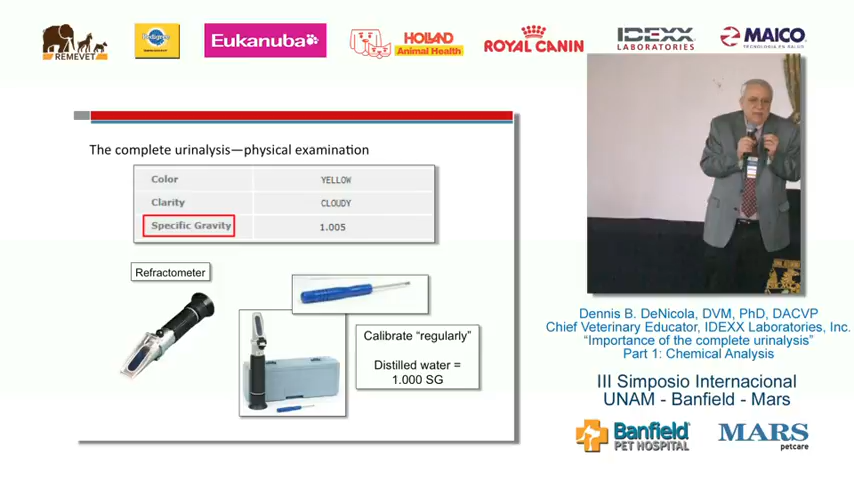 REMEVET
Pedigree
Eukanuba
HOLLAND
Animal Health
ROYAL CANIN
IDEXX
LABORATORIES
MAICO
TECNOLOGÍA EN SALUD
The complete urinalysis—physical examination
Color YELLOW
Clarity CLOUDY
Specific Gravity 1.005
Refractometer
Calibrate “regularly”
Distilled water =
1.000 SG
Dennis B. DeNicola, DVM, PhD, DACVP
Chief Veterinary Educator, IDEXX Laboratories, Inc.
“Importance of the complete urinalysis”
Part 1: Chemical Analysis
III Simposio Internacional
UNAM - Banfield - Mars
Banfield
PET HOSPITAL
MARS
petcare